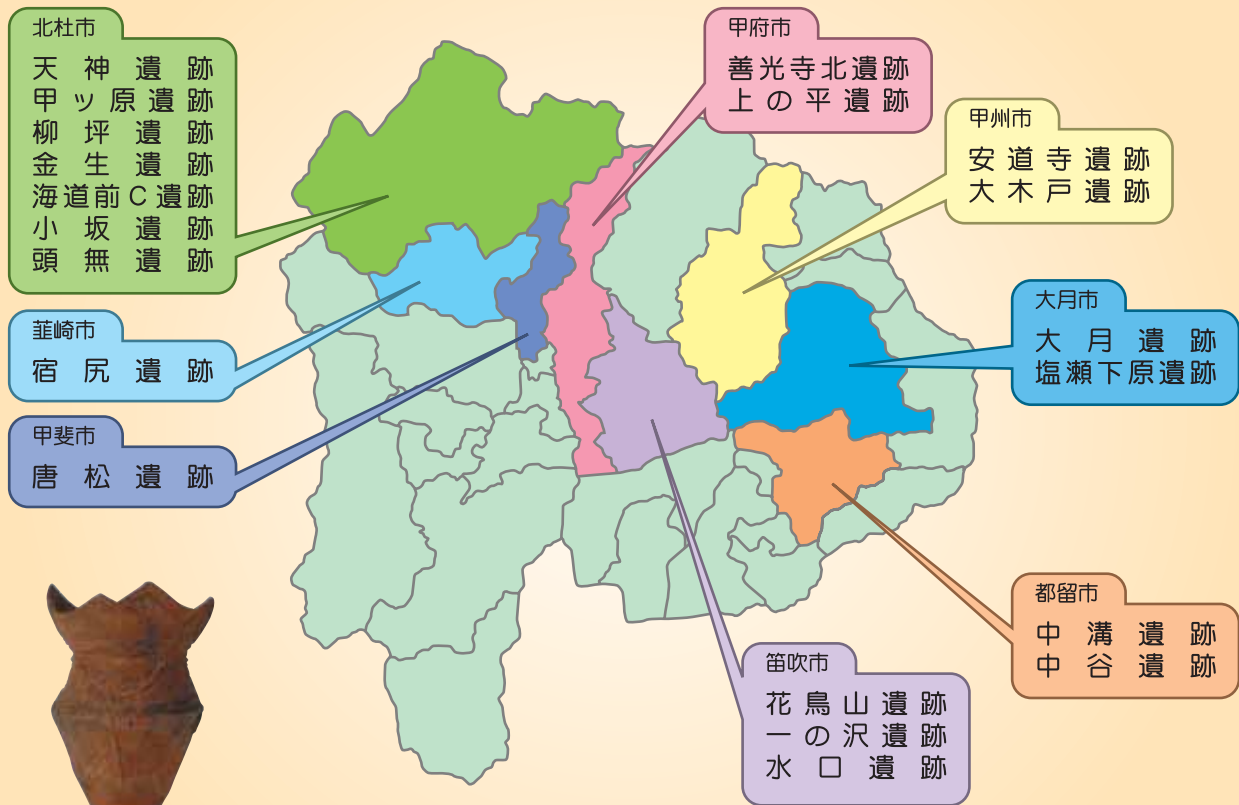 北杜市
天神遺跡
甲ッ原遺跡
柳坪遺跡
金生遺跡
海道前C遺跡
小坂遺跡
頭無遺跡
韮崎市
宿尻遺跡
甲斐市
唐松遺跡
甲府市
善光寺北遺跡
上の平遺跡
甲州市
安道寺遺跡
大木戸遺跡
大月市
大月遺跡
塩瀬下原遺跡
都留市
中溝遺跡
中谷遺跡
笛吹市
花鳥山遺跡
一の沢遺跡
水口遺跡